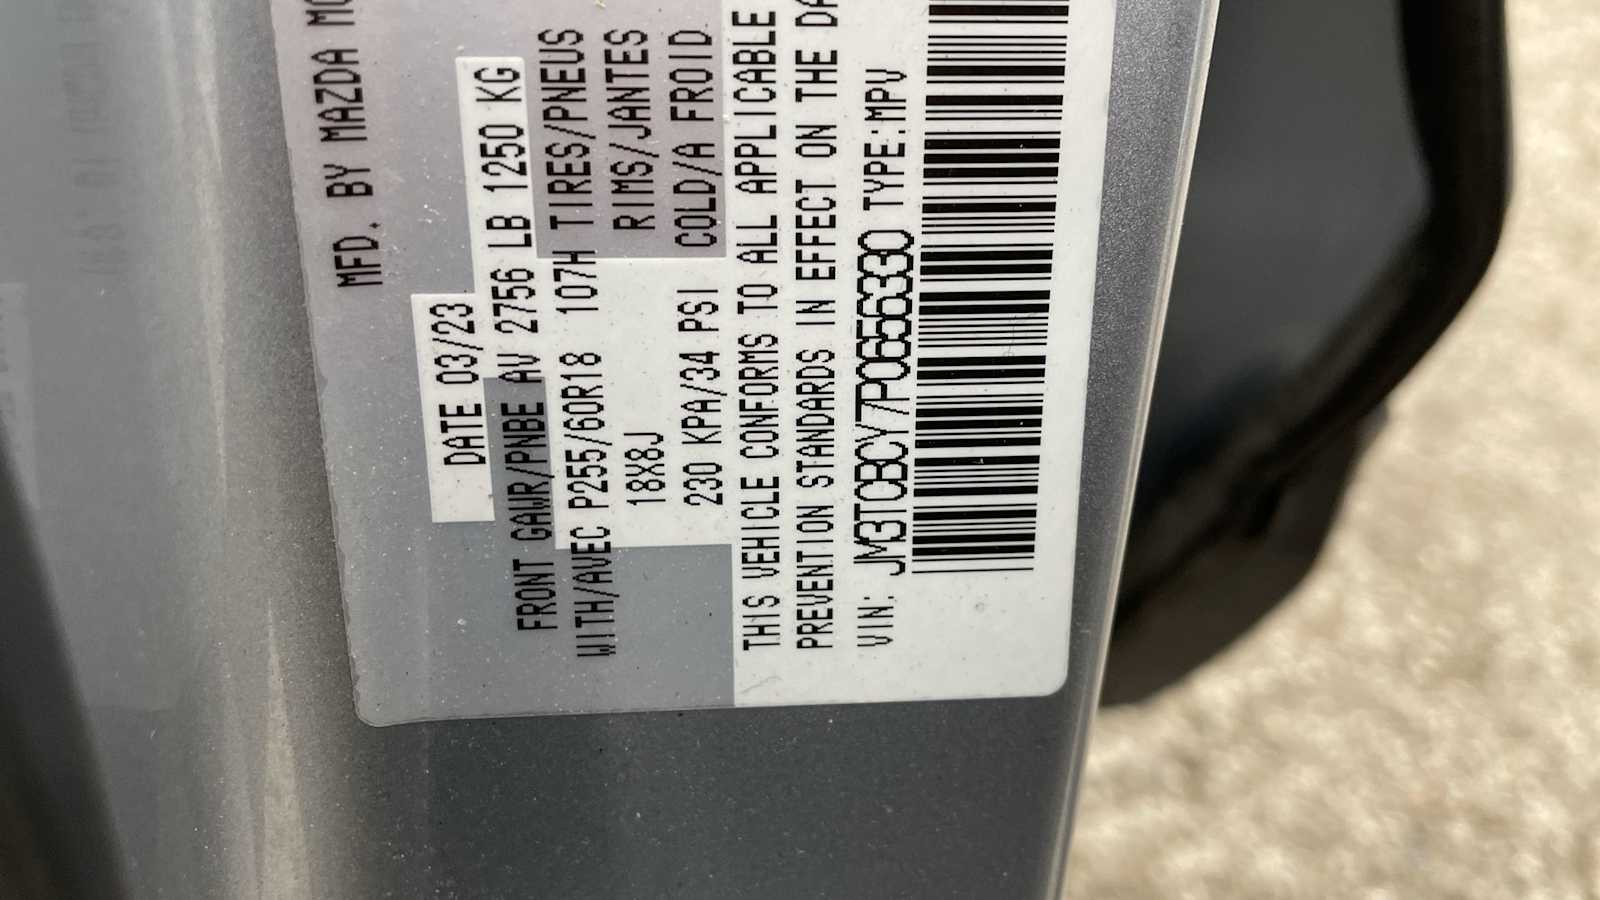 MFD. BY MAZDA MO
DATE 03/23
FRONT GAWR/PNBE AV 2756 LB 1250 KG
WITH/AVEC P255/60R18 107H TIRES/PNEUS
18X8J RIMS/JANTES
230 KPA/34 PSI COLD/A FROID
THIS VEHICLE CONFORMS TO ALL APPLICABLE
PREVENTION STANDARDS IN EFFECT ON THE DA
VIN: JM3TCBCY7P0656330 TYPE:MPV